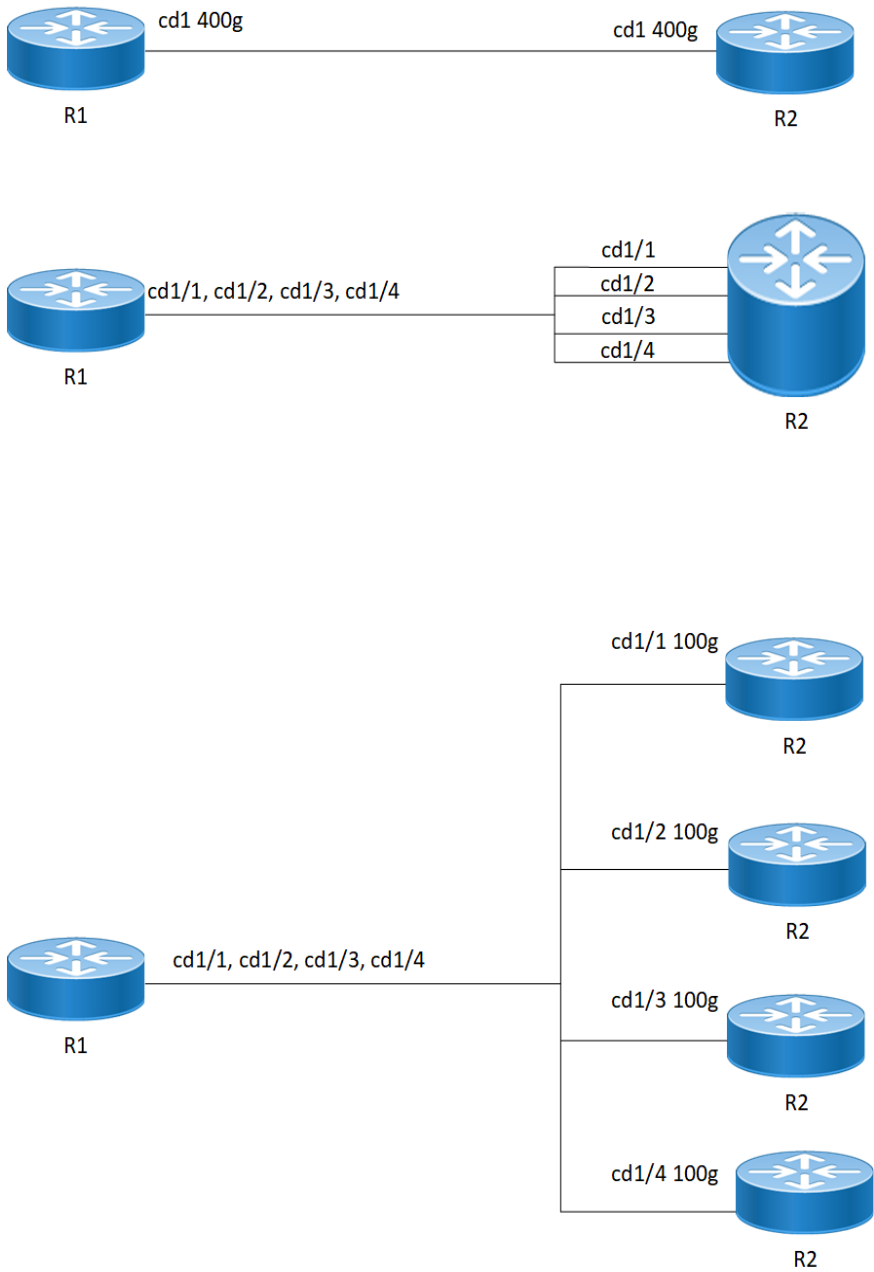 cd1 400g
cd1 400g
R1
R2
cd1/1
cd1/2
cd1/1, cd1/2, cd1/3, cd1/4
cd1/3
cd1/4
R1
R2
cd1/1 100g
R2
cd1/2 100g
R2
cd1/1, cd1/2, cd1/3, cd1/4
cd1/3 100g
R1
R2
cd1/4 100g
R2